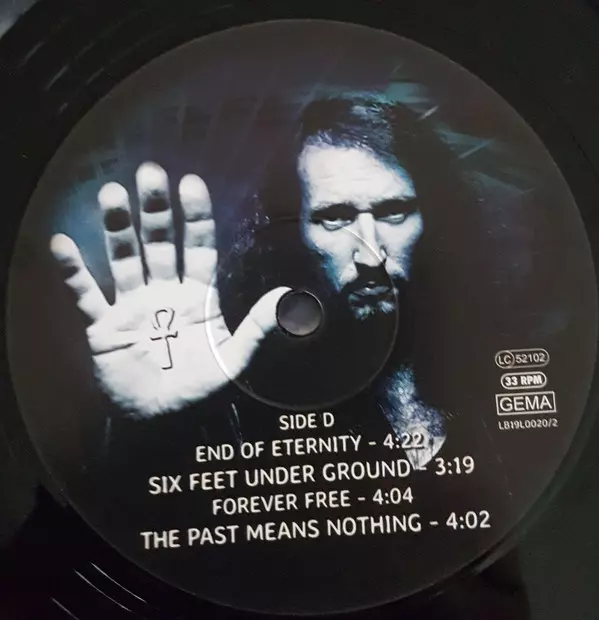 LC 52102
33 RPM
GEMA
LB19L0020/2
SIDE D
END OF ETERNITY - 4:22
SIX FEET UNDER GROUND - 3:19
FOREVER FREE - 4:04
THE PAST MEANS NOTHING - 4:02